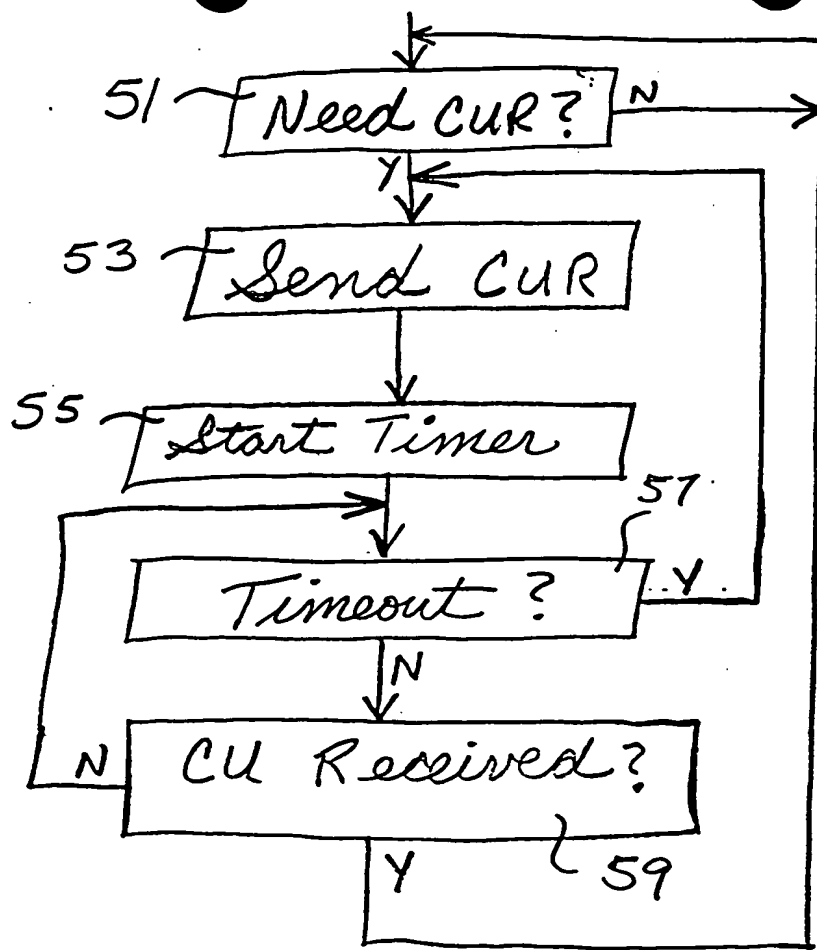 51
Need CUR?
N
Y
53
Send CUR
55
Start Timer
57
Timeout ?
Y
N
CU Received?
N
Y
59